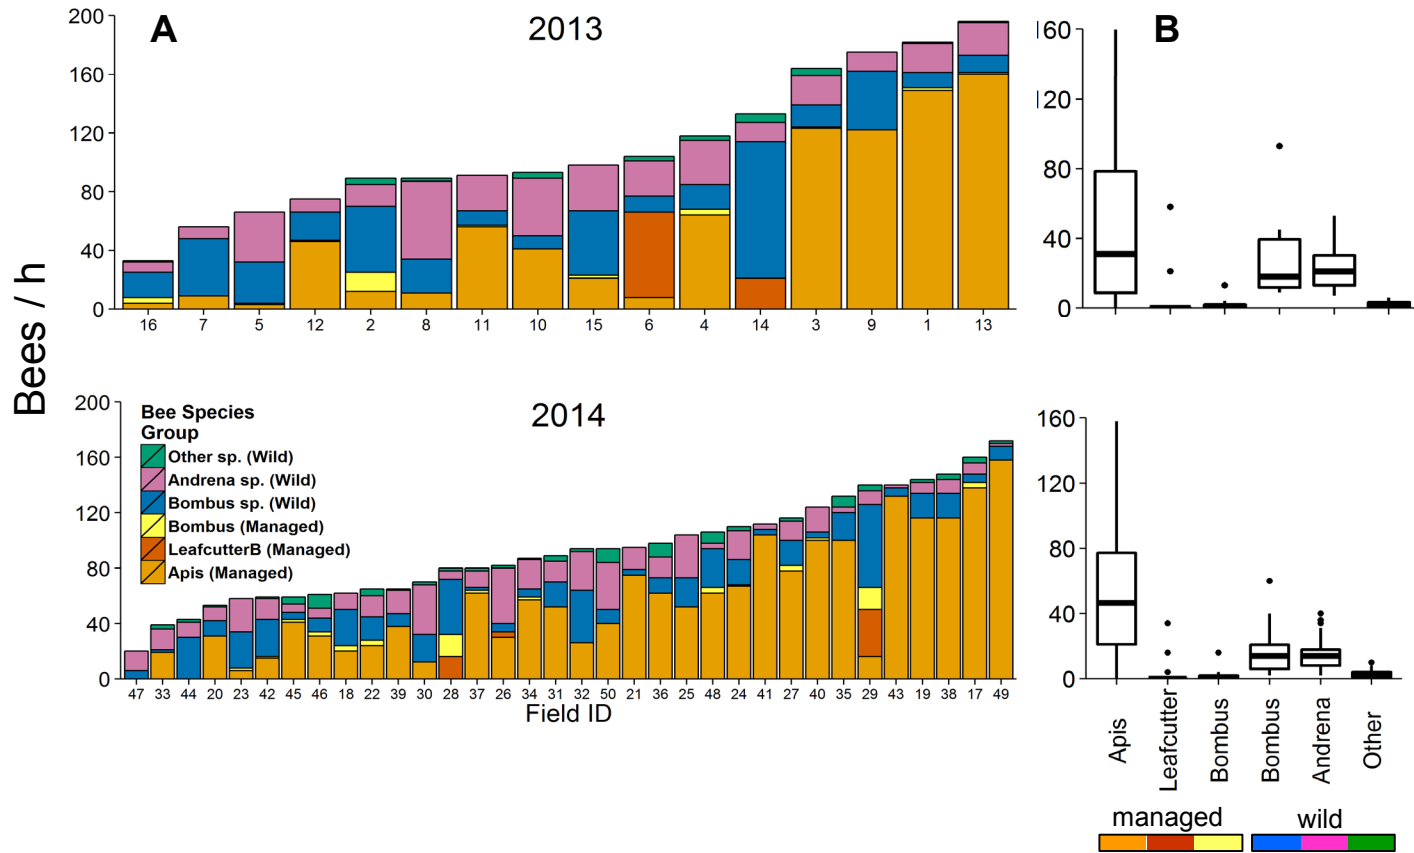 A
2013
B
Bees / h
200
160
120
80
40
0
16 7 5 12 2 8 11 10 15 6 4 14 3 9 1 13
60
20
80
40
0
2014
200
160
120
80
40
0
Bee Species
Group
Other sp. (Wild)
Andrena sp. (Wild)
Bombus sp. (Wild)
Bombus (Managed)
LeafcutterB (Managed)
Apis (Managed)
47 33 44 20 23 42 45 46 18 22 39 30 28 37 26 34 31 32 50 21 36 25 48 24 41 27 40 35 29 43 19 38 17 49
Field ID
160
120
80
40
0
Apis
Leafcutter
Bombus
Bombus
Andrena
Other
managed wild